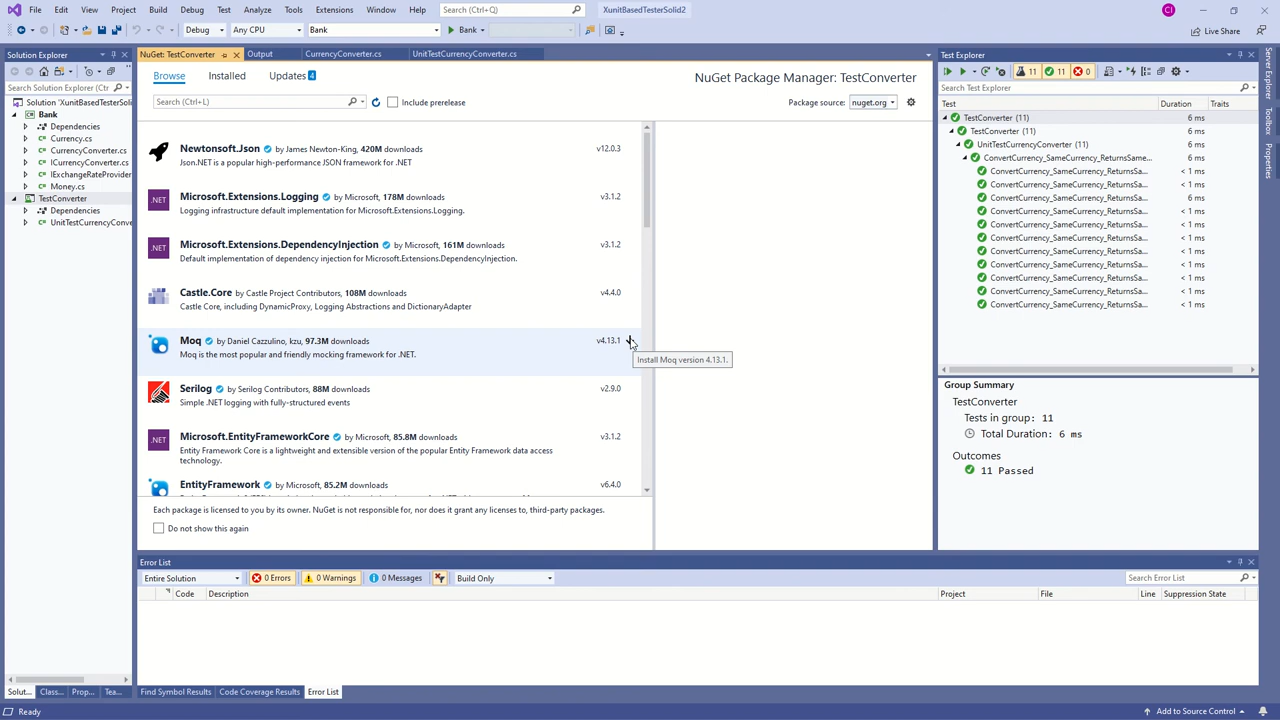 File Edit View Project Build Debug Test Analyze Tools Extensions Window Help Search (Ctrl+Q) XunitBasedTesterSolid2 CI
Debug Any CPU Bank Bank Live Share
Solution Explorer
Search Solution Explorer (Ctrl+;)
Solution 'XunitBasedTesterSoli
Bank
Dependencies
Currency.cs
CurrencyConverter.cs
ICurrencyConverter.cs
IExchangeRateProvider
Money.cs
TestConverter
Dependencies
UnitTestCurrencyConve
Solut... Class... Prop... Tea...
NuGet: TestConverter Output CurrencyConverter.cs UnitTestCurrencyConverter.cs
Browse Installed Updates 4
NuGet Package Manager: TestConverter
Search (Ctrl+L) Include prerelease Package source: nuget.org
Newtonsoft.Json by James Newton-King, 420M downloads v12.0.3
Json.NET is a popular high-performance JSON framework for .NET
.NET Microsoft.Extensions.Logging by Microsoft, 178M downloads v3.1.2
Logging infrastructure default implementation for Microsoft.Extensions.Logging.
.NET Microsoft.Extensions.DependencyInjection by Microsoft, 161M downloads v3.1.2
Default implementation of dependency injection for Microsoft.Extensions.DependencyInjection.
Castle.Core by Castle Project Contributors, 108M downloads v4.4.0
Castle Core, including DynamicProxy, Logging Abstractions and DictionaryAdapter
Moq by Daniel Cazzulino, kzu, 97.3M downloads v4.13.1
Moq is the most popular and friendly mocking framework for .NET.
Install Moq version 4.13.1.
Serilog by Serilog Contributors, 88M downloads v2.9.0
Simple .NET logging with fully-structured events
.NET Microsoft.EntityFrameworkCore by Microsoft, 85.8M downloads v3.1.2
Entity Framework Core is a lightweight and extensible version of the popular Entity Framework data access
technology.
EntityFramework by Microsoft, 85.2M downloads v6.4.0
Each package is licensed to you by its owner. NuGet is not responsible for, nor does it grant any licenses to, third-party packages.
Do not show this again
Test Explorer
11 11 0
Search Test Explorer
Test Duration Traits
TestConverter (11) 6 ms
TestConverter (11) 6 ms
UnitTestCurrencyConverter (11) 6 ms
ConvertCurrency_SameCurrency_ReturnsSame... 6 ms
ConvertCurrency_SameCurrency_ReturnsSa... < 1 ms
ConvertCurrency_SameCurrency_ReturnsSa... < 1 ms
ConvertCurrency_SameCurrency_ReturnsSa... 6 ms
ConvertCurrency_SameCurrency_ReturnsSa... < 1 ms
ConvertCurrency_SameCurrency_ReturnsSa... < 1 ms
ConvertCurrency_SameCurrency_ReturnsSa... < 1 ms
ConvertCurrency_SameCurrency_ReturnsSa... < 1 ms
ConvertCurrency_SameCurrency_ReturnsSa... < 1 ms
ConvertCurrency_SameCurrency_ReturnsSa... < 1 ms
ConvertCurrency_SameCurrency_ReturnsSa... < 1 ms
ConvertCurrency_SameCurrency_ReturnsSa... < 1 ms
Group Summary
TestConverter
Tests in group: 11
Total Duration: 6 ms
Outcomes
11 Passed
Server Explorer
Toolbox
Properties
Error List
Entire Solution 0 Errors 0 Warnings 0 Messages Build Only Search Error List
Code Description Project File Line Suppression State
Find Symbol Results Code Coverage Results Error List
Ready Add to Source Control